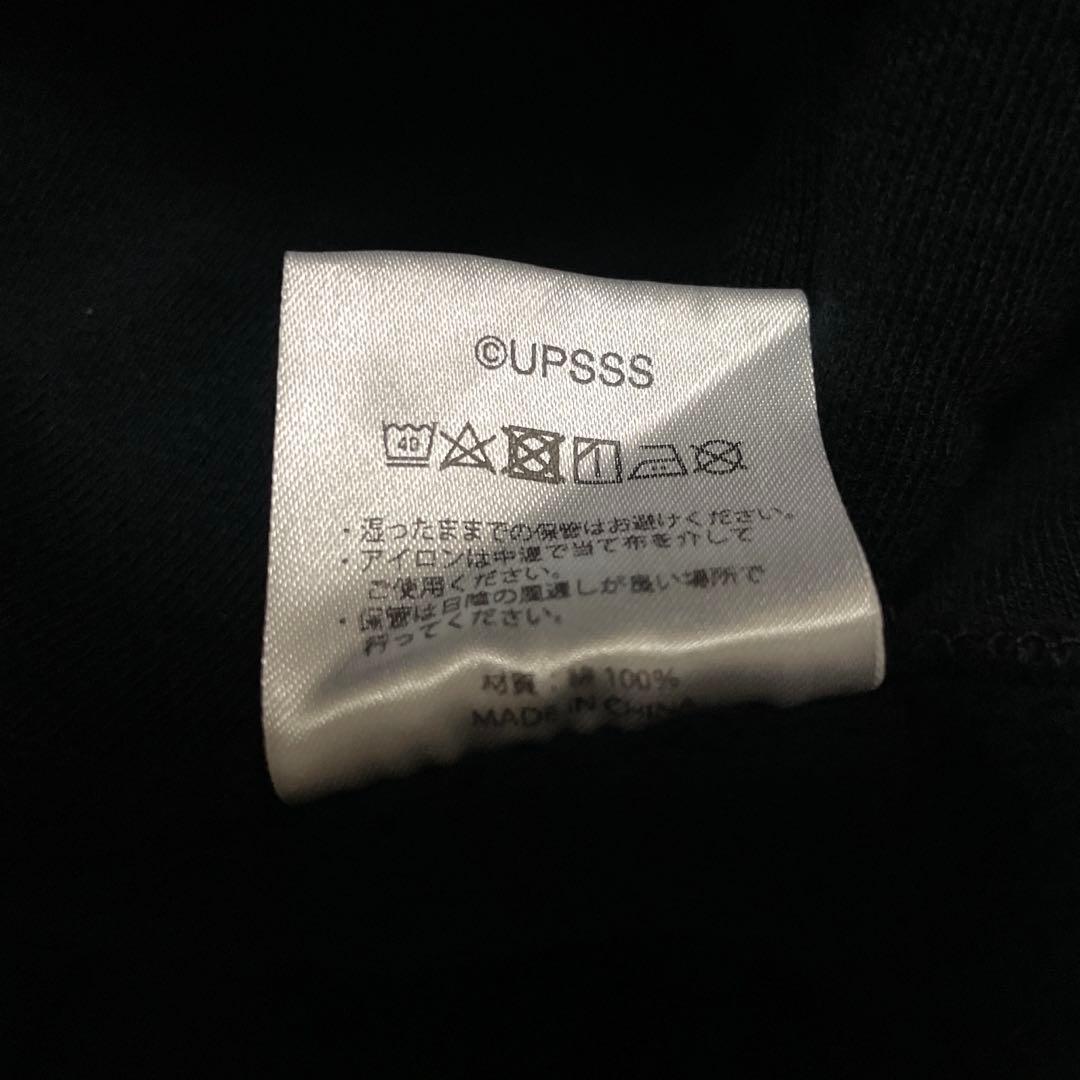 ©UPSSS
40
・湿ったままでの保管はお避けください。
・アイロンは中温で当て布を介して
ご使用ください。
・保管は日陰の風通しが良い場所で
行ってください。
材質：綿100%
MADE IN CHINA